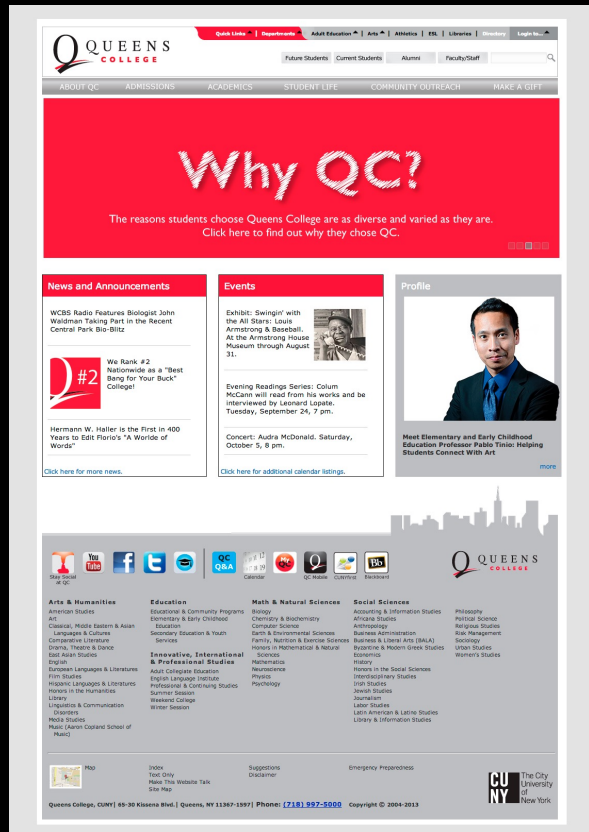 QUEENS
COLLEGE
Quick Links | Departments | Adult Education | Arts | Athletics | ESL | Libraries | Directory Login to...
Future Students Current Students Alumni Faculty/Staff
ABOUT QC ADMISSIONS ACADEMICS STUDENT LIFE COMMUNITY OUTREACH MAKE A GIFT
Why QC?
The reasons students choose Queens College are as diverse and varied as they are.
Click here to find out why they chose QC.
News and Announcements
WCBS Radio Features Biologist John
Waldman Taking Part in the Recent
Central Park Bio-Blitz
#2
We Rank #2
Nationwide as a "Best
Bang for Your Buck"
College!
Hermann W. Haller is the First in 400
Years to Edit Florio's "A Worlde of
Words"
Click here for more news.
Events
Exhibit: Swingin' with
the All Stars: Louis
Armstrong & Baseball.
At the Armstrong House
Museum through August
31.
Evening Readings Series: Colum
McCann will read from his works and be
interviewed by Leonard Lopate.
Tuesday, September 24, 7 pm.
Concert: Audra McDonald. Saturday,
October 5, 8 pm.
Click here for additional calendar listings.
Profile
Meet Elementary and Early Childhood
Education Professor Pablo Tinio: Helping
Students Connect With Art
more
You
Tube
QC
Q&A
MyQC
Bb
Stay Social
at QC
Calendar
QC Mobile
CUNYfirst
Blackboard
QUEENS
COLLEGE
Arts & Humanities
American Studies
Art
Classical, Middle Eastern & Asian
Languages & Cultures
Comparative Literature
Drama, Theatre & Dance
East Asian Studies
English
European Languages & Literatures
Film Studies
Hispanic Languages & Literatures
Honors in the Humanities
Library
Linguistics & Communication
Disorders
Media Studies
Music (Aaron Copland School of
Music)
Education
Educational & Community Programs
Elementary & Early Childhood
Education
Secondary Education & Youth
Services
Innovative, International
& Professional Studies
Adult Collegiate Education
English Language Institute
Professional & Continuing Studies
Summer Session
Weekend College
Winter Session
Math & Natural Sciences
Biology
Chemistry & Biochemistry
Computer Science
Earth & Environmental Sciences
Family, Nutrition & Exercise Sciences
Honors in Mathematical & Natural
Sciences
Mathematics
Neuroscience
Physics
Psychology
Social Sciences
Accounting & Information Studies
Africana Studies
Anthropology
Business Administration
Business & Liberal Arts [BALA]
Byzantine & Modern Greek Studies
Economics
History
Honors in the Social Sciences
Interdisciplinary Studies
Irish Studies
Jewish Studies
Journalism
Labor Studies
Latin American & Latino Studies
Library & Information Studies
Philosophy
Political Science
Religious Studies
Risk Management
Sociology
Urban Studies
Women's Studies
Map
Index
Text Only
Make This Website Talk
Site Map
Suggestions
Disclaimer
Emergency Preparedness
CU
NY
The City
University
of
New York
Queens College, CUNY| 65-30 Kissena Blvd.| Queens, NY 11367-1597| Phone: (718) 997-5000 Copyright © 2004-2013